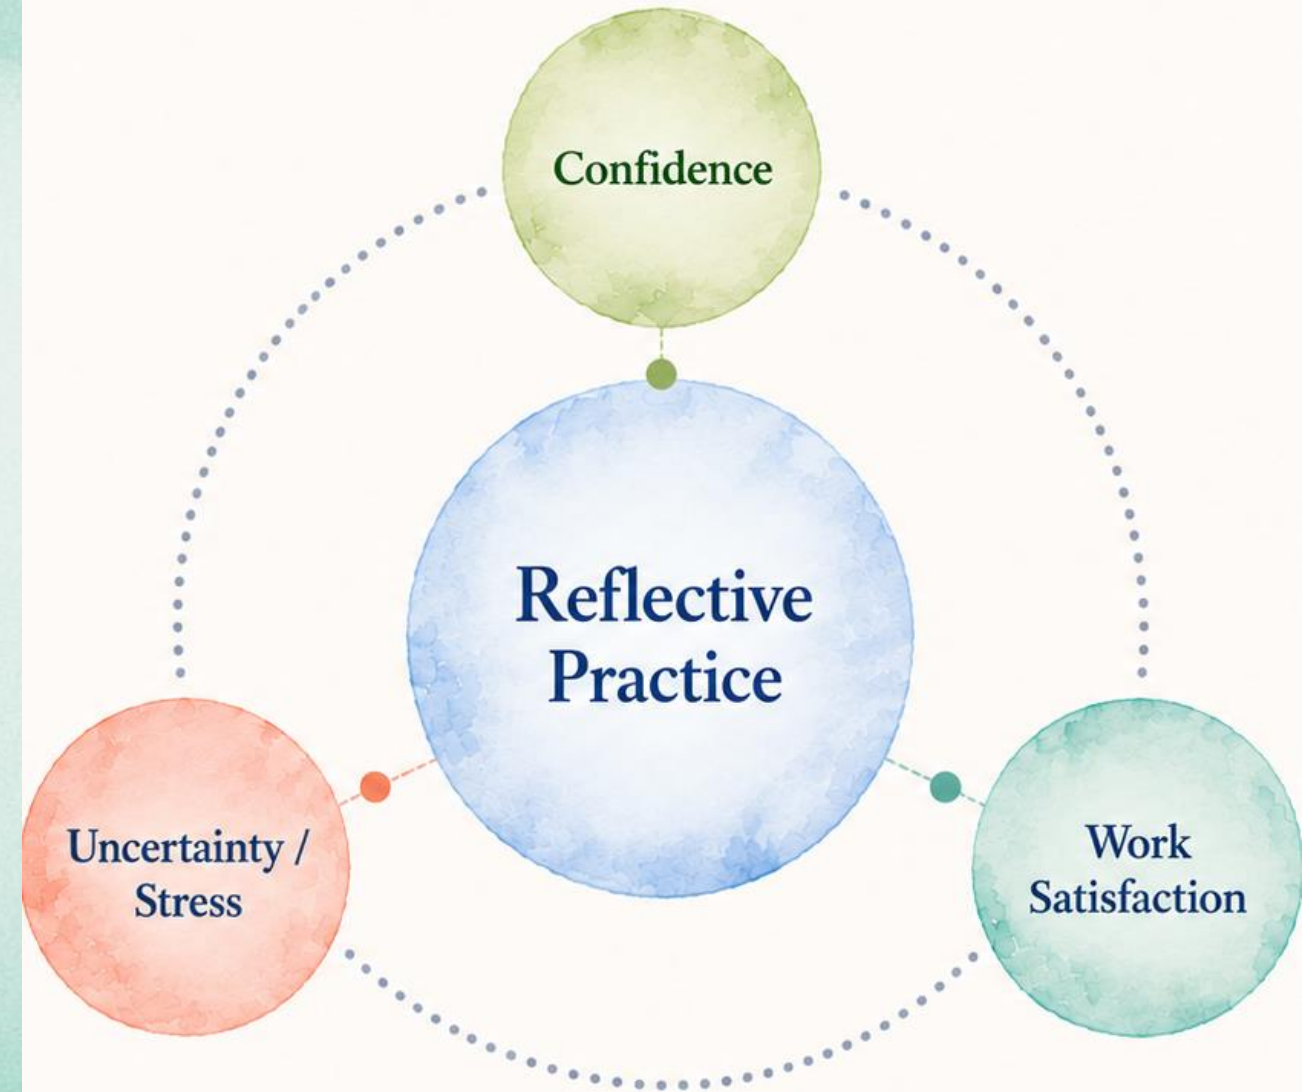 Confidence
Reflective
Practice
Uncertainty /
Stress
Work
Satisfaction